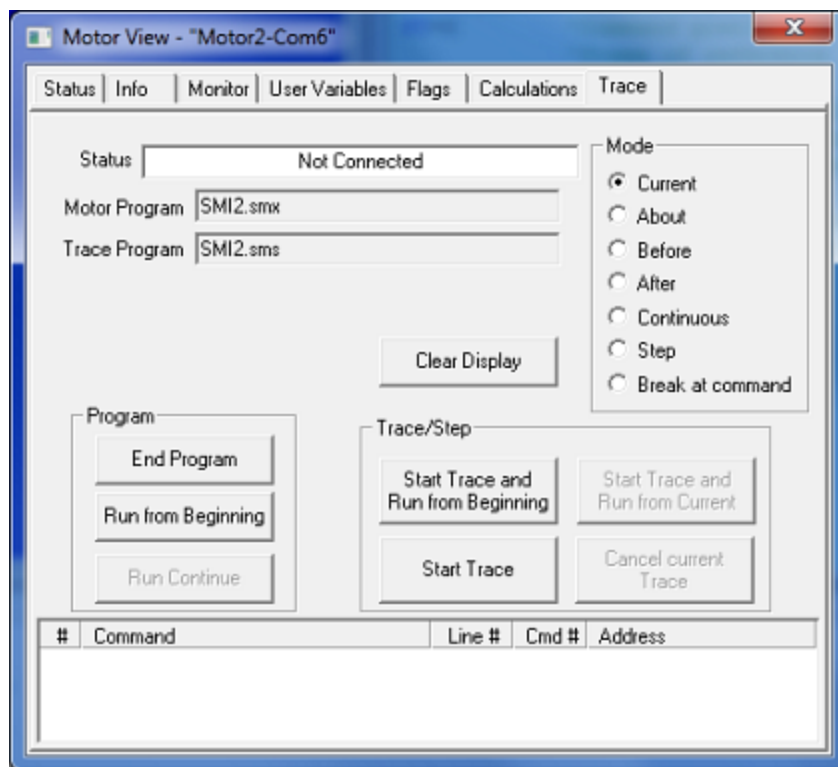 Motor View - "Motor2-Com6"
Status Info Monitor User Variables Flags Calculations Trace
Status Not Connected
Motor Program SMI2.smx
Trace Program SMI2.sms
Mode
Current
About
Before
After
Continuous
Step
Break at command
Clear Display
Program
End Program
Run from Beginning
Run Continue
Trace/Step
Start Trace and
Run from Beginning
Start Trace and
Run from Current
Start Trace
Cancel current
Trace
# Command Line # Cmd # Address